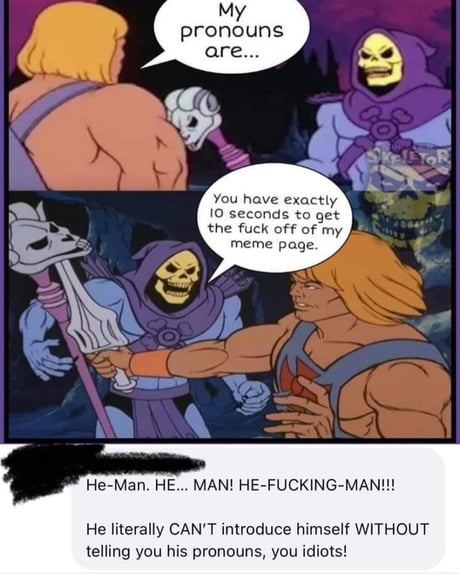 My
pronouns
are...
SKELETOR
You have exactly
10 seconds to get
the fuck off of my
meme page.
He-Man. HE... MAN! HE-FUCKING-MAN!!!
He literally CAN'T introduce himself WITHOUT
telling you his pronouns, you idiots!